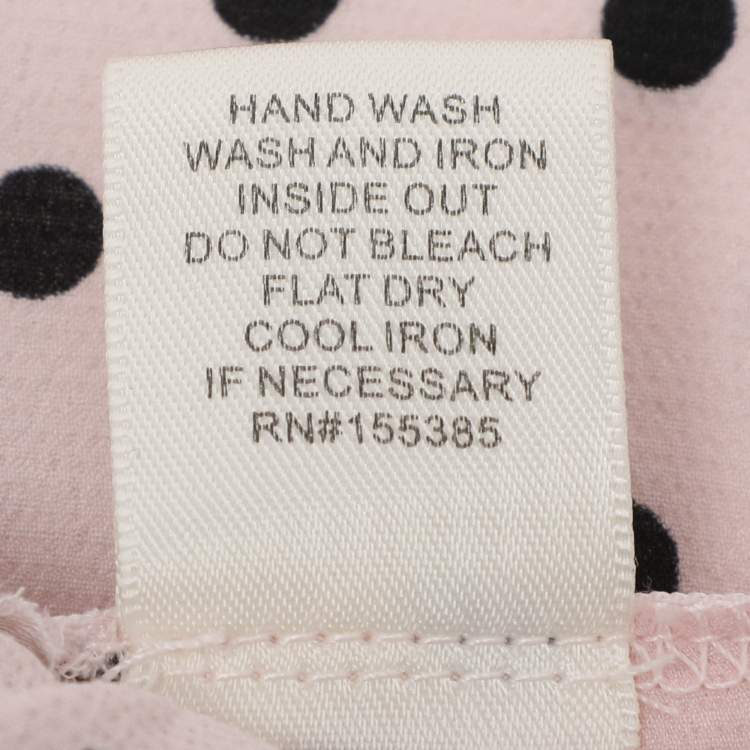 HAND WASH
WASH AND IRON
INSIDE OUT
DO NOT BLEACH
FLAT DRY
COOL IRON
IF NECESSARY
RN#155385